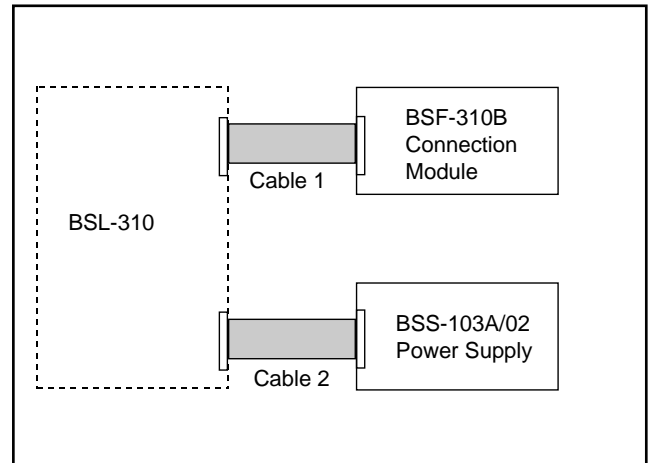 BSF-310B
Connection
Module
Cable 1
BSL-310
BSS-103A/02
Power Supply
Cable 2